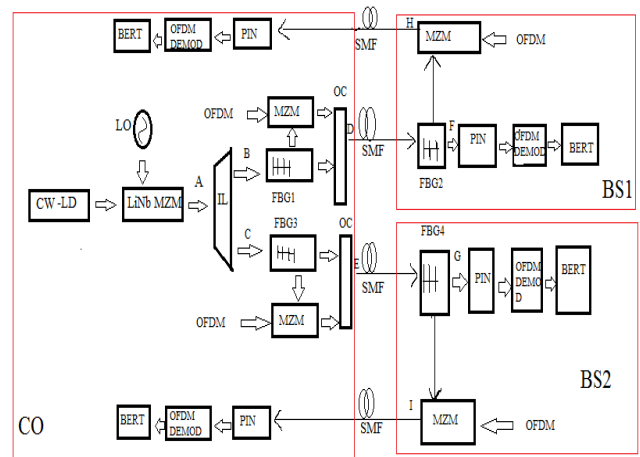 BERT
OFDM
DEMOD
PIN
SMF
H
MZM
OFDM
LO
OFDM
MZM
OC
D
SMF
F
PIN
OFDM
DEMOD
BERT
FBG2
BS1
A
B
IL
FBG1
CW -LD
LiNb MZM
C
FBG3
OC
E
SMF
FBG4
G
PIN
OFDM
DEMO
D
BERT
OFDM
MZM
BS2
CO
BERT
OFDM
DEMOD
PIN
SMF
I
MZM
OFDM